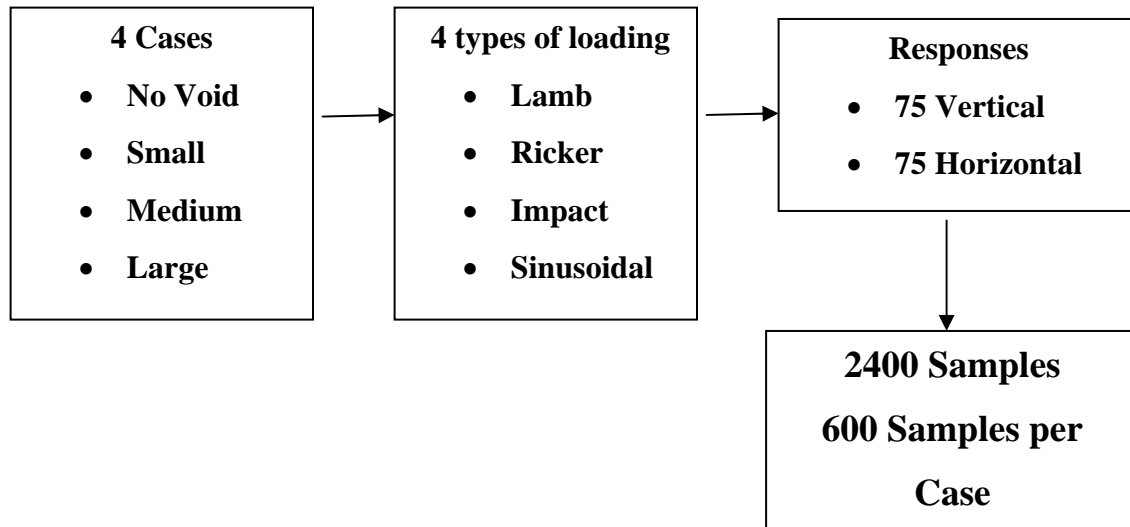 4 Cases
• No Void
• Small
• Medium
• Large
4 types of loading
• Lamb
• Ricker
• Impact
• Sinusoidal
Responses
• 75 Vertical
• 75 Horizontal
2400 Samples
600 Samples per
Case